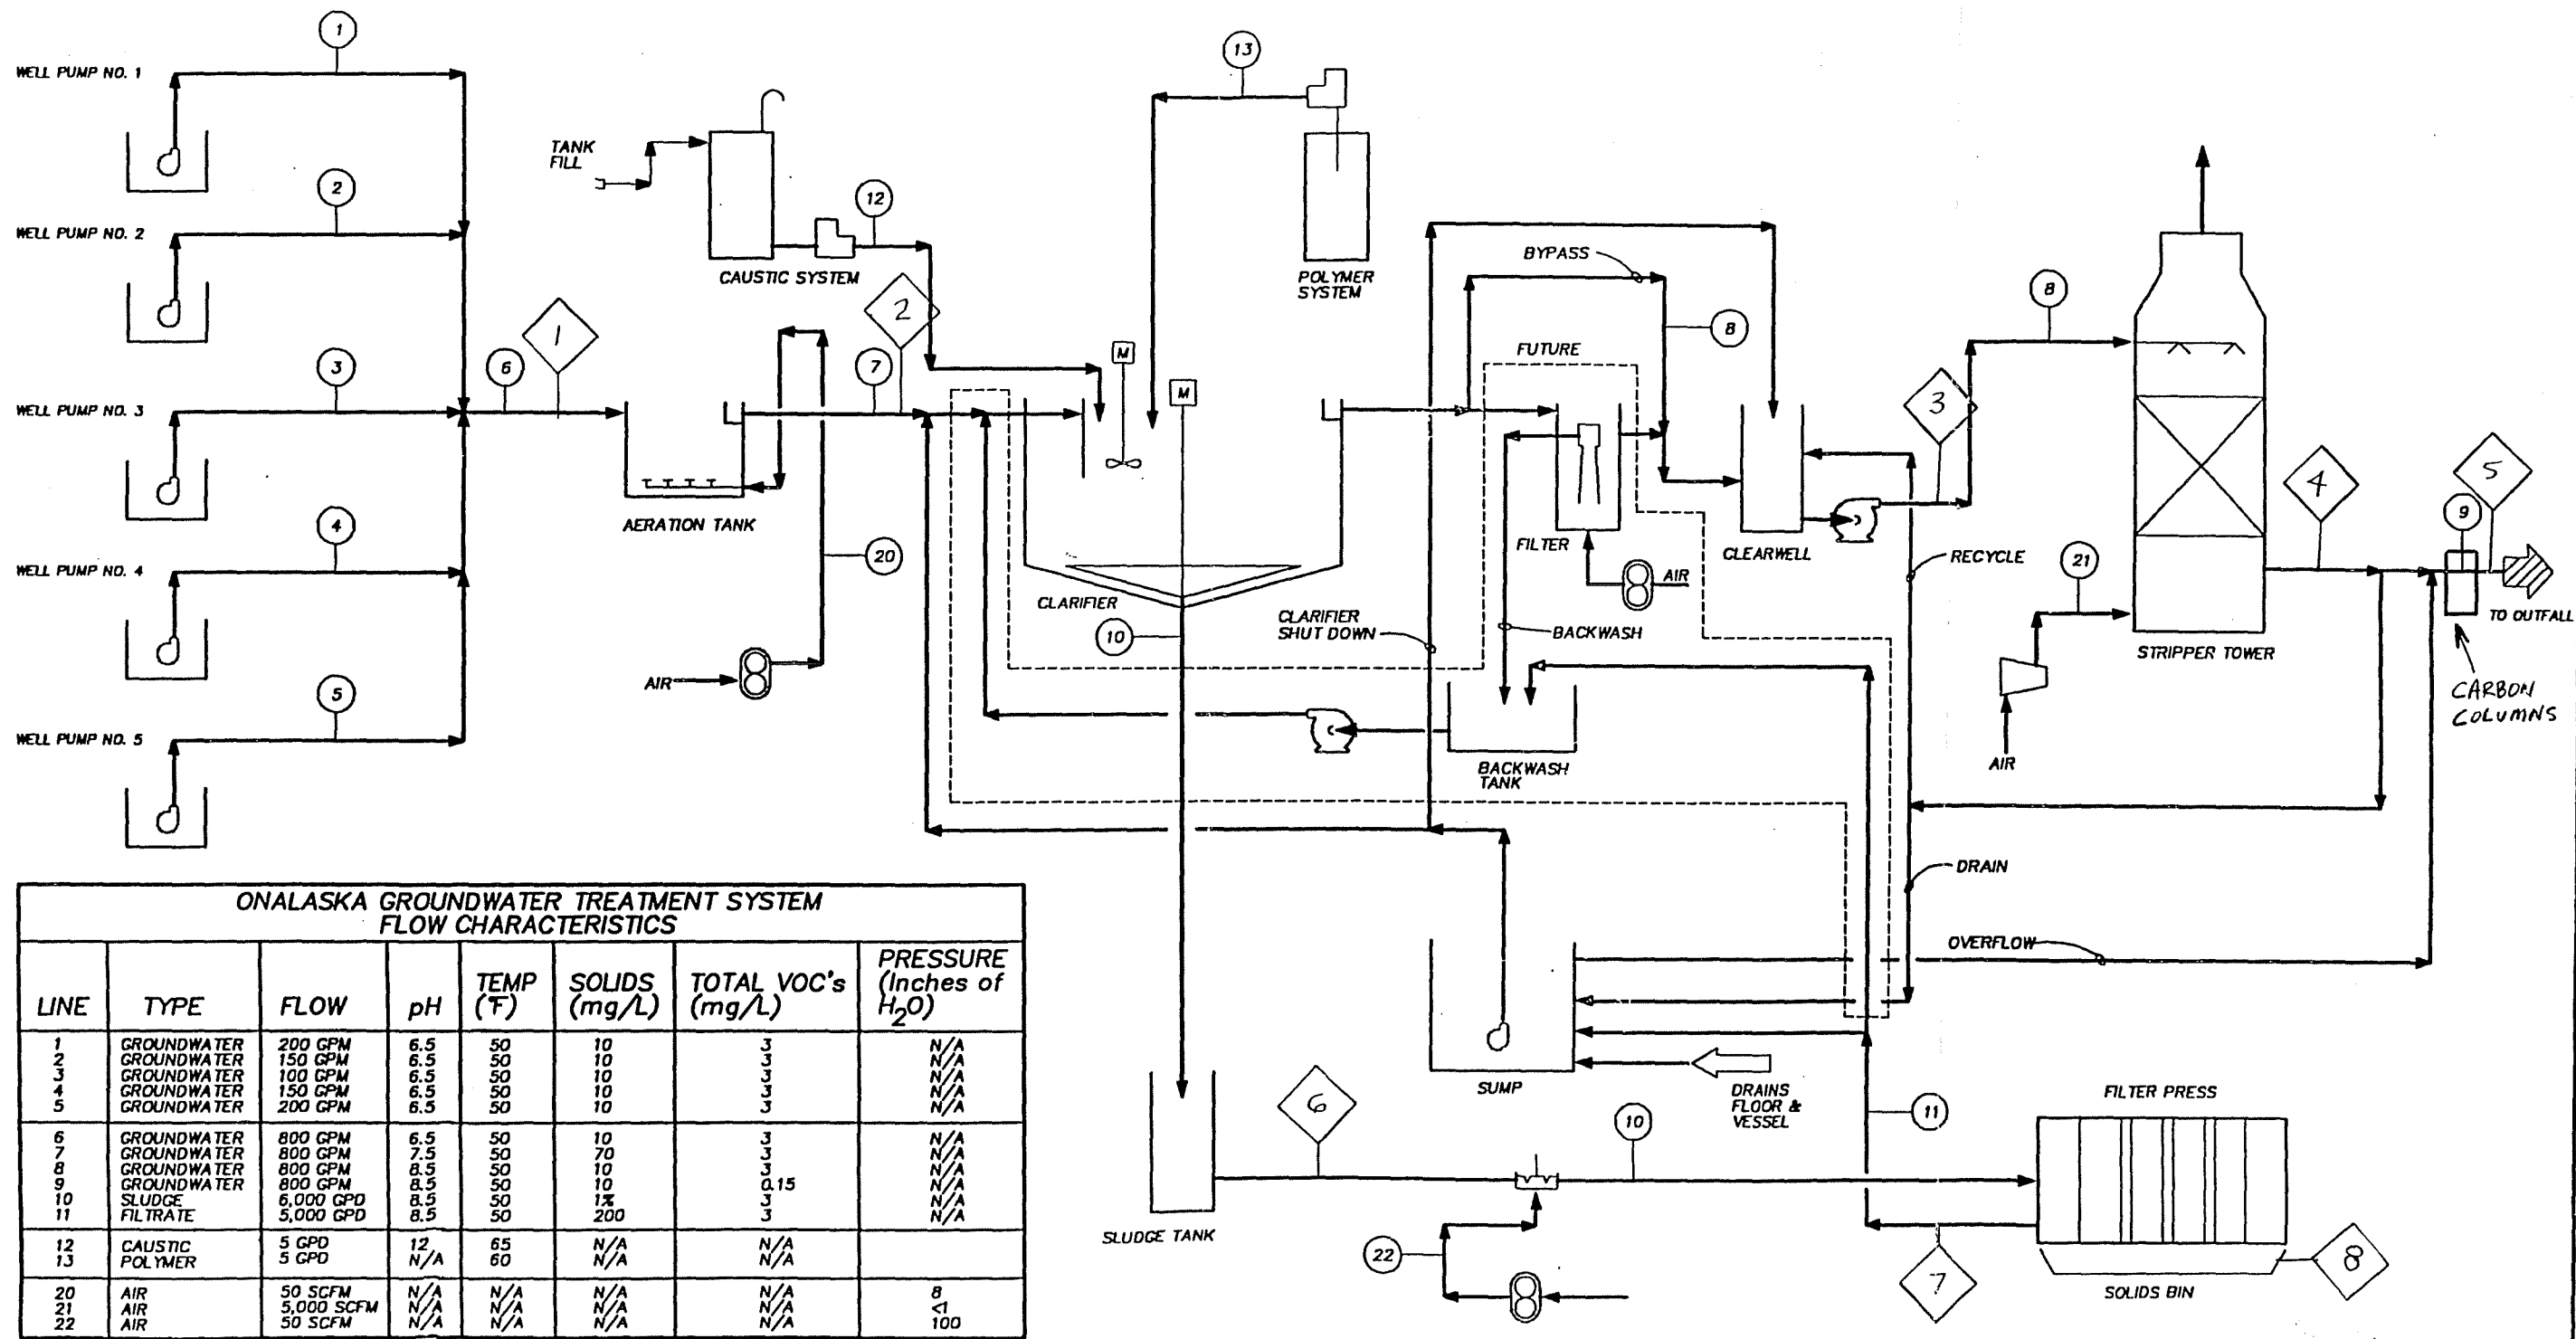 WELL PUMP NO. 1
1
WELL PUMP NO. 2
2
WELL PUMP NO. 3
3
WELL PUMP NO. 4
4
WELL PUMP NO. 5
5
6
1
TANK
FILL
CAUSTIC SYSTEM
12
2
7
AERATION TANK
20
AIR
13
POLYMER
SYSTEM
M
M
CLARIFIER
10
BYPASS
FUTURE
8
FILTER
AIR
CLARIFIER
SHUT DOWN
BACKWASH
BACKWASH
TANK
CLEARWELL
3
8
RECYCLE
21
AIR
STRIPPER TOWER
4
9
5
TO OUTFALL
CARBON
COLUMNS
DRAIN
OVERFLOW
SUMP
DRAINS
FLOOR &
VESSEL
SLUDGE TANK
6
10
22
11
7
FILTER PRESS
SOLIDS BIN
8
ONALASKA GROUNDWATER TREATMENT SYSTEM
FLOW CHARACTERISTICS
LINE TYPE FLOW pH TEMP (°F) SOLIDS (mg/L) TOTAL VOC's (mg/L) PRESSURE (Inches of H2O)
1 GROUNDWATER 200 GPM 6.5 50 10 3 N/A
2 GROUNDWATER 150 GPM 6.5 50 10 3 N/A
3 GROUNDWATER 100 GPM 6.5 50 10 3 N/A
4 GROUNDWATER 150 GPM 6.5 50 10 3 N/A
5 GROUNDWATER 200 GPM 6.5 50 10 3 N/A
6 GROUNDWATER 800 GPM 6.5 50 10 3 N/A
7 GROUNDWATER 800 GPM 7.5 50 70 3 N/A
8 GROUNDWATER 800 GPM 8.5 50 10 3 N/A
9 GROUNDWATER 800 GPM 8.5 50 10 0.15 N/A
10 SLUDGE 6,000 GPD 8.5 50 1% 3 N/A
11 FILTRATE 5,000 GPD 8.5 50 200 3 N/A
12 CAUSTIC 5 GPD 12 65 N/A N/A
13 POLYMER 5 GPD N/A 60 N/A N/A
20 AIR 50 SCFM N/A N/A N/A N/A 8
21 AIR 5,000 SCFM N/A N/A N/A N/A <1
22 AIR 50 SCFM N/A N/A N/A N/A 100